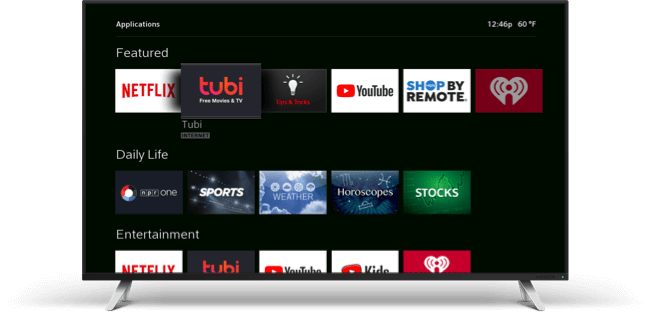 Applications
12:46p 60 °F
Featured
NETFLIX
tubi
Free Movies & TV
Tips & Tricks
YouTube
SHOP BY
REMOTE
iHeart
Tubi
INTERNET
Daily Life
npr one
SPORTS
WEATHER
Horoscopes
STOCKS
Entertainment
NETFLIX
tubi
YouTube
Kids